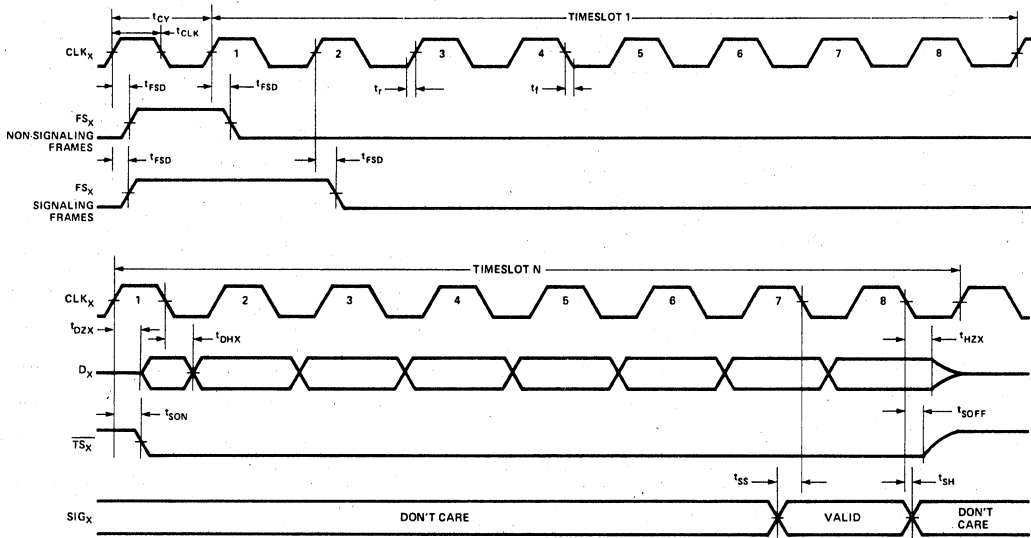 tCY
TIMESLOT 1
tCLK
CLKX
1 2 3 4 5 6 7 8
tFSD tFSD tr tf
FSX
NON-SIGNALING
FRAMES
tFSD tFSD
FSX
SIGNALING
FRAMES
TIMESLOT N
CLKX
1 2 3 4 5 6 7 8
tDZX tDHX tHZX
DX
tSON tSOFF
TSX
tSS tSH
SIGX DON'T CARE VALID DON'T
CARE